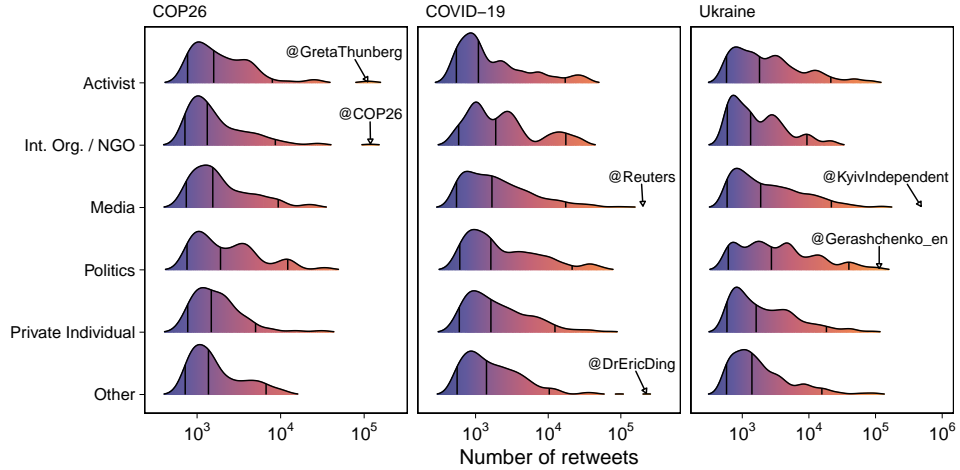 COP26 COVID−19 Ukraine
Activist @GretaThunberg
Int. Org. / NGO @COP26
Media @Reuters @KyivIndependent
Politics @Gerashchenko_en
Private Individual
Other @DrEricDing
10³ 10⁴ 10⁵ 10³ 10⁴ 10⁵ 10³ 10⁴ 10⁵ 10⁶
Number of retweets